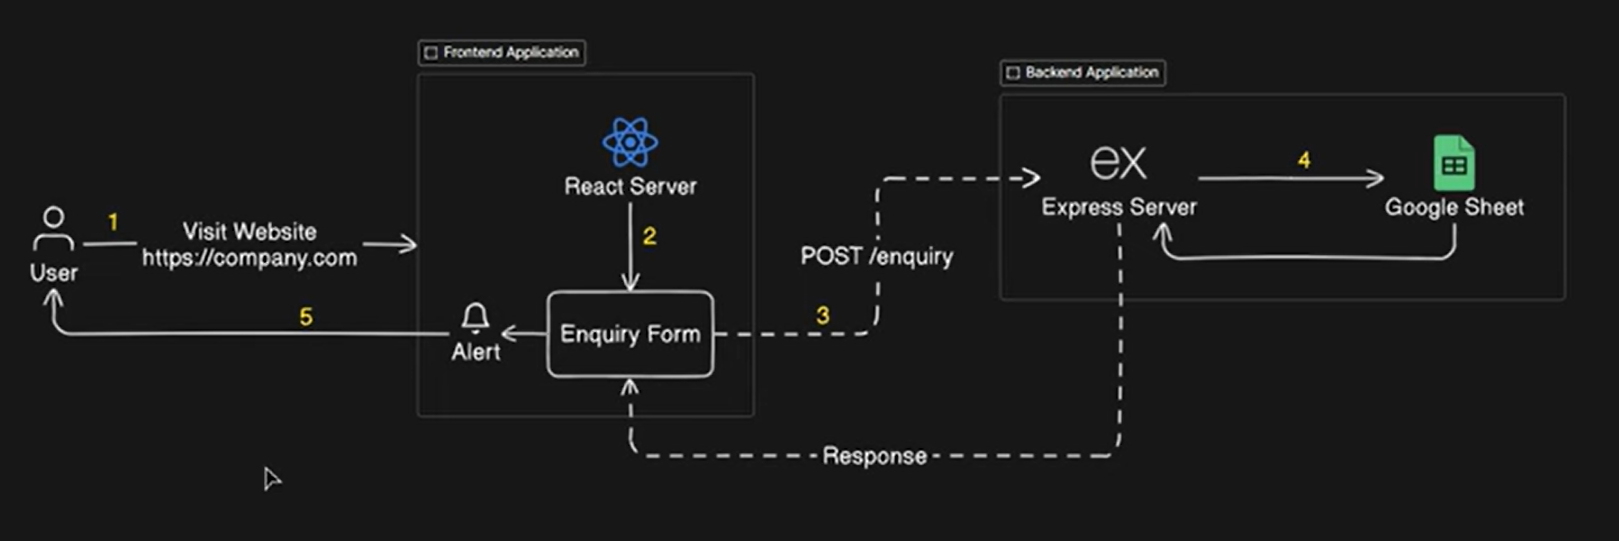 Frontend Application
Backend Application
React Server
ex
Express Server
4
Google Sheet
1
Visit Website
https://company.com
User
2
POST /enquiry
3
5
Alert
Enquiry Form
Response